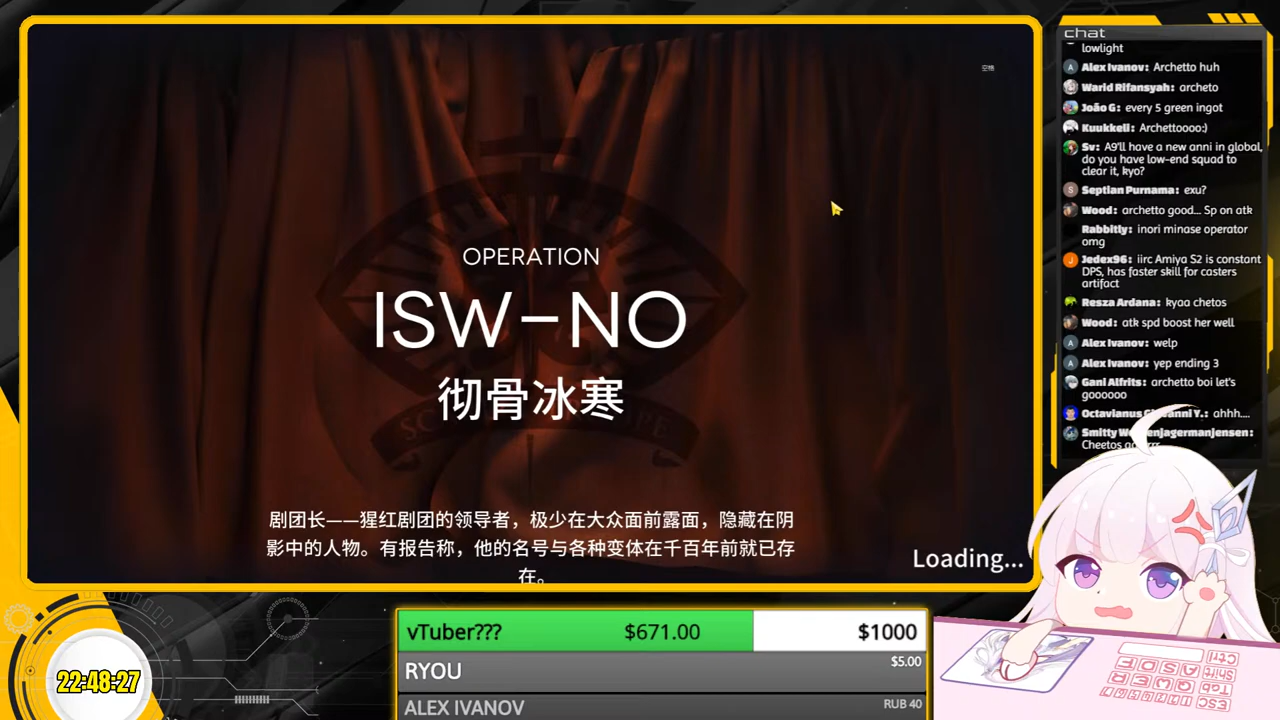 空格
OPERATION
ISW-NO
彻骨冰寒
剧团长——猩红剧团的领导者，极少在大众面前露面，隐藏在阴
影中的人物。有报告称，他的名号与各种变体在千百年前就已存
在。
Loading...
chat
lowlight
Alex Ivanov: Archetto huh
Warid Rifansyah: archeto
João G: every 5 green ingot
Kuukkeli: Archettoooo:)
Sv: A9'll have a new anni in global,
do you have low-end squad to
clear it, kyo?
Septian Purnama: exu?
Wood: archetto good... Sp on atk
Rabbitly: inori minase operator
omg
Jedex96: iirc Amiya S2 is constant
DPS, has faster skill for casters
artifact
Resza Ardana: kyaa chetos
Wood: atk spd boost her well
Alex Ivanov: welp
Alex Ivanov: yep ending 3
Gani Alfrits: archetto boi let's
goooooo
Octavianus Y.: ahhh....
Smitty
Cheetos
22:48:27
vTuber??? $671.00 $1000
RYOU $5.00
ALEX IVANOV RUB 40